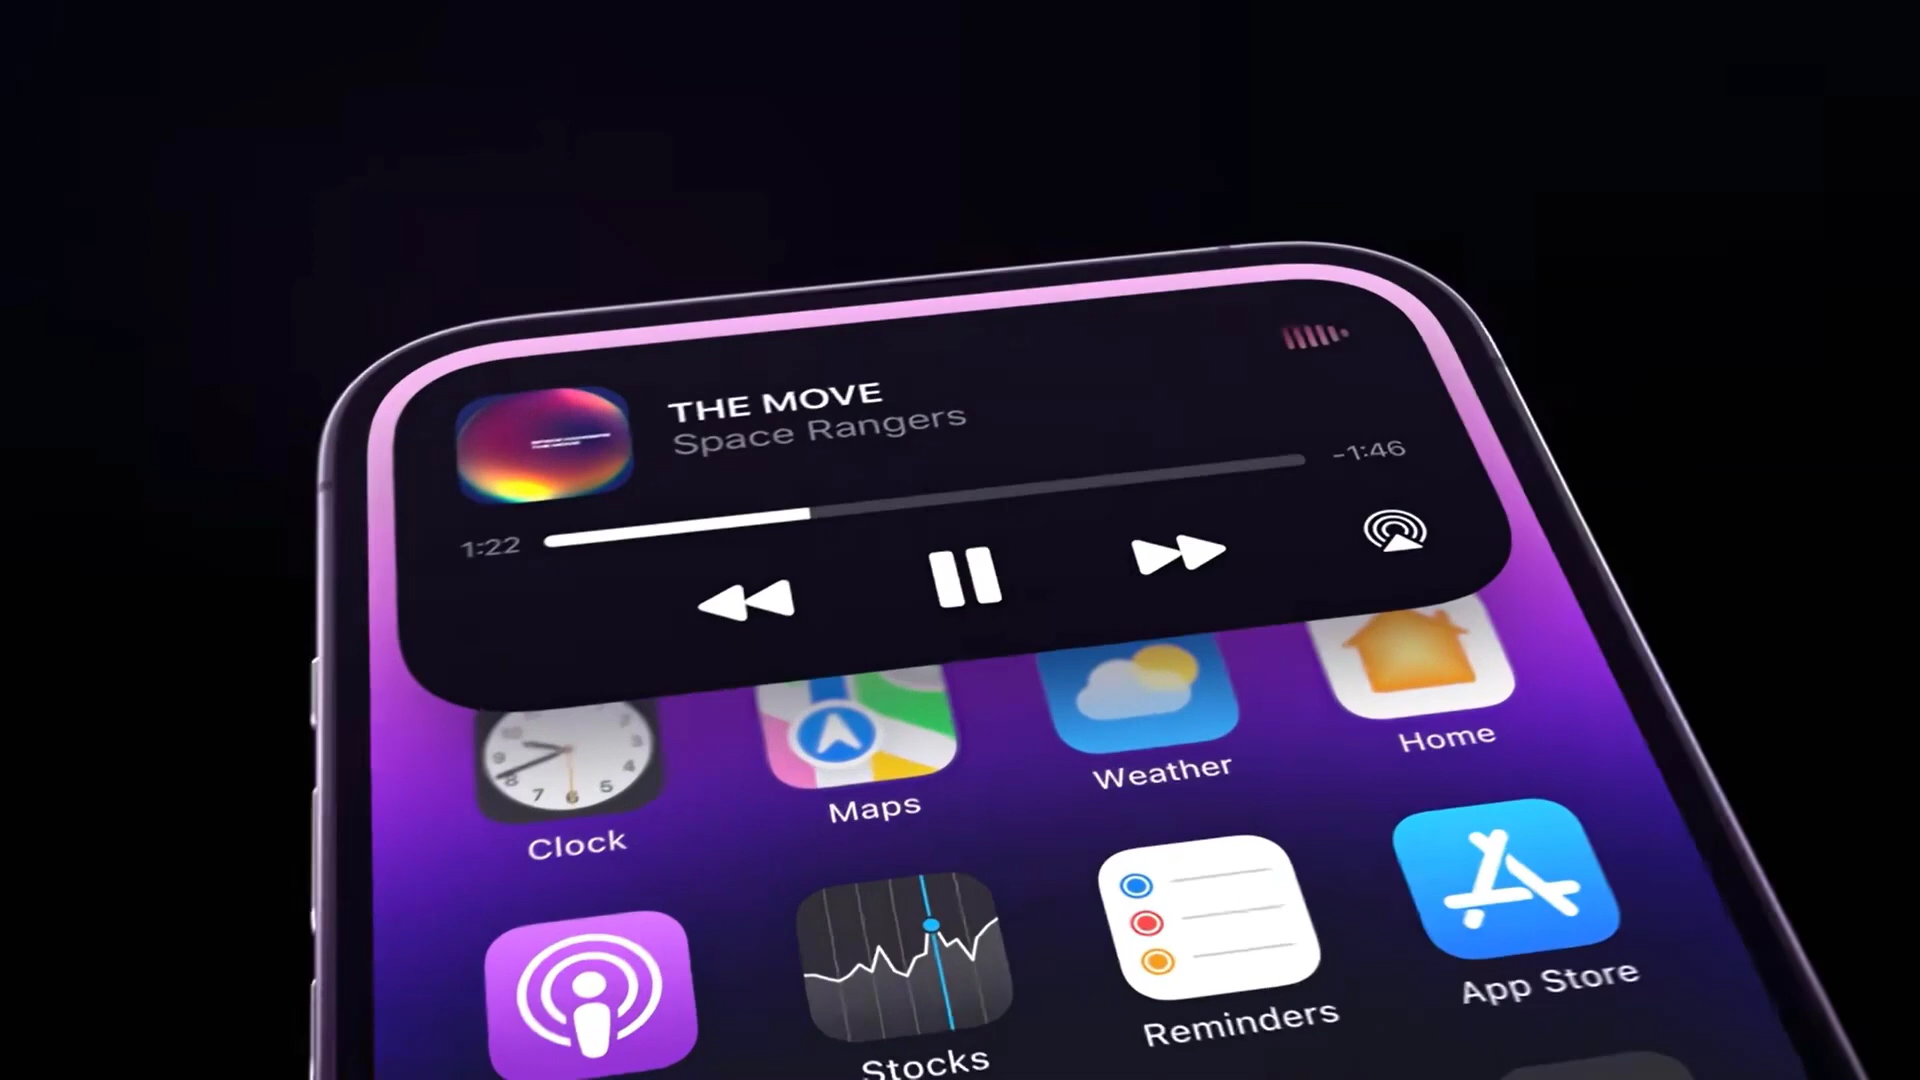 THE MOVE
Space Rangers
1:22
-1:46
Clock
Maps
Weather
Home
Stocks
Reminders
App Store